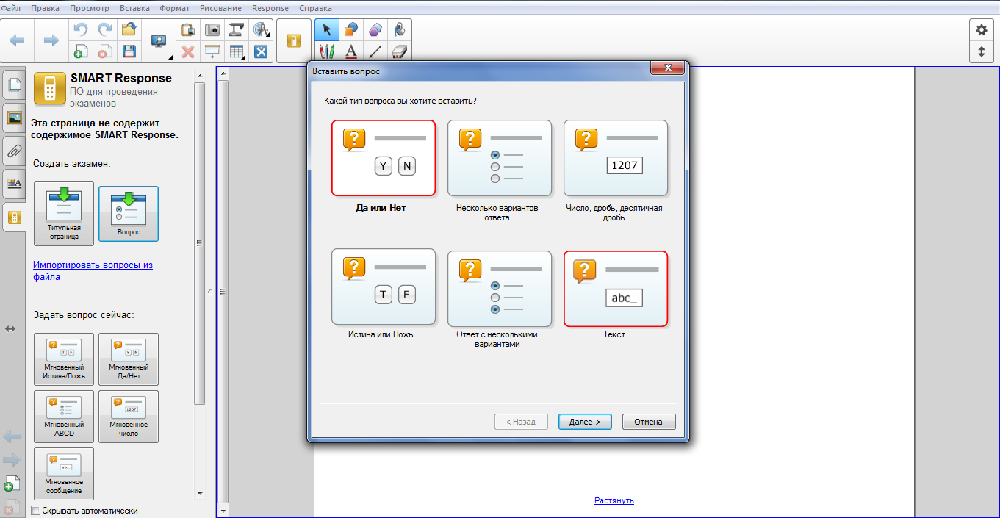 Файл Правка Просмотр Вставка Формат Рисование Response Справка
SMART Response
ПО для проведения
экзаменов
Эта страница не содержит
содержимое SMART Response.
Создать экзамен:
Титульная
страница
Вопрос
Импортировать вопросы из
файла
Задать вопрос сейчас:
T F
Мгновенный
Истина/Ложь
Y N
Мгновенный
Да/Нет
Мгновенный
ABCD
1207
Мгновенное
число
abc_
Мгновенное
сообщение
Скрывать автоматически
Вставить вопрос
Какой тип вопроса вы хотите вставить?
? Y N
Да или Нет
?
Несколько вариантов
ответа
? 1207
Число, дробь, десятичная
дробь
? T F
Истина или Ложь
?
Ответ с несколькими
вариантами
? abc_
Текст
< Назад
Далее >
Отмена
Растянуть